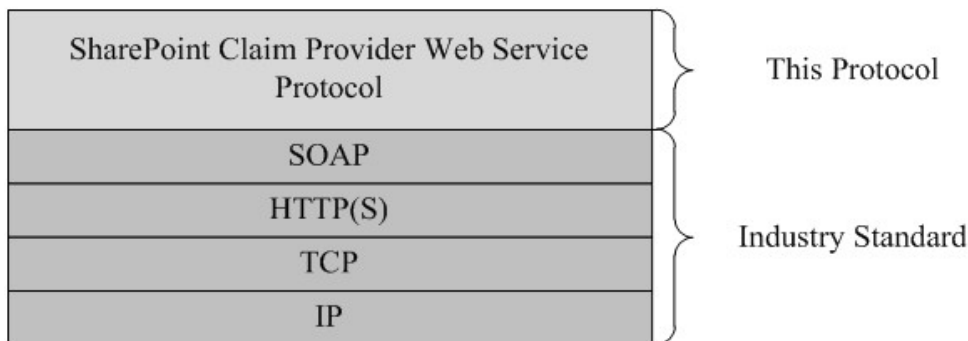 SharePoint Claim Provider Web Service
Protocol
This Protocol
SOAP
HTTP(S)
TCP
IP
Industry Standard